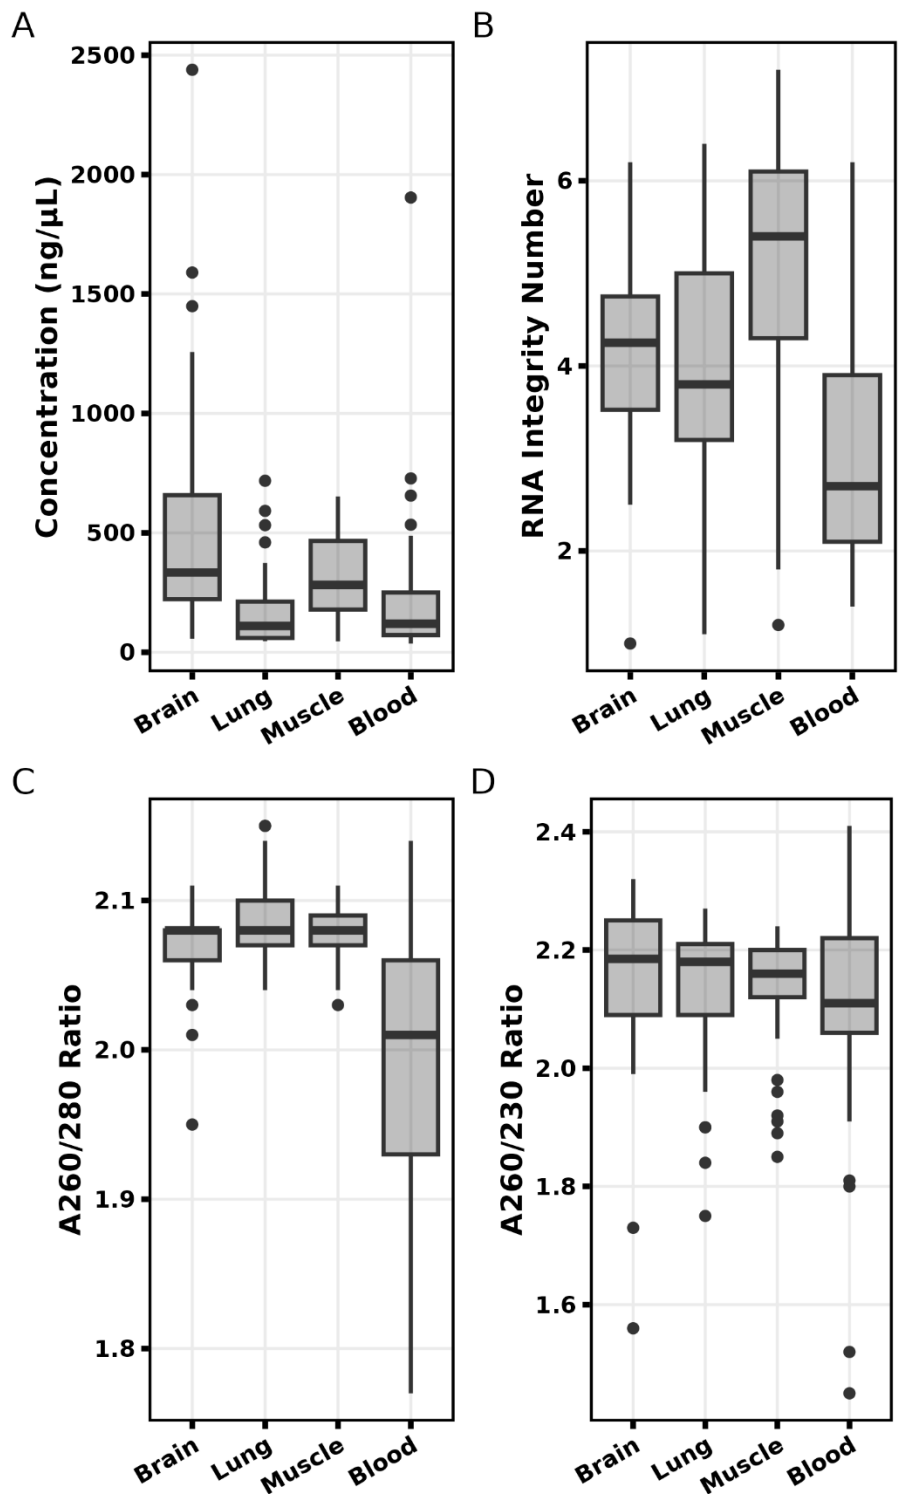 A
Concentration (ng/µL)
2500
2000
1500
1000
500
0
Brain
Lung
Muscle
Blood
B
RNA Integrity Number
6
4
2
Brain
Lung
Muscle
Blood
C
A260/280 Ratio
2.1
2.0
1.9
1.8
Brain
Lung
Muscle
Blood
D
A260/230 Ratio
2.4
2.2
2.0
1.8
1.6
Brain
Lung
Muscle
Blood